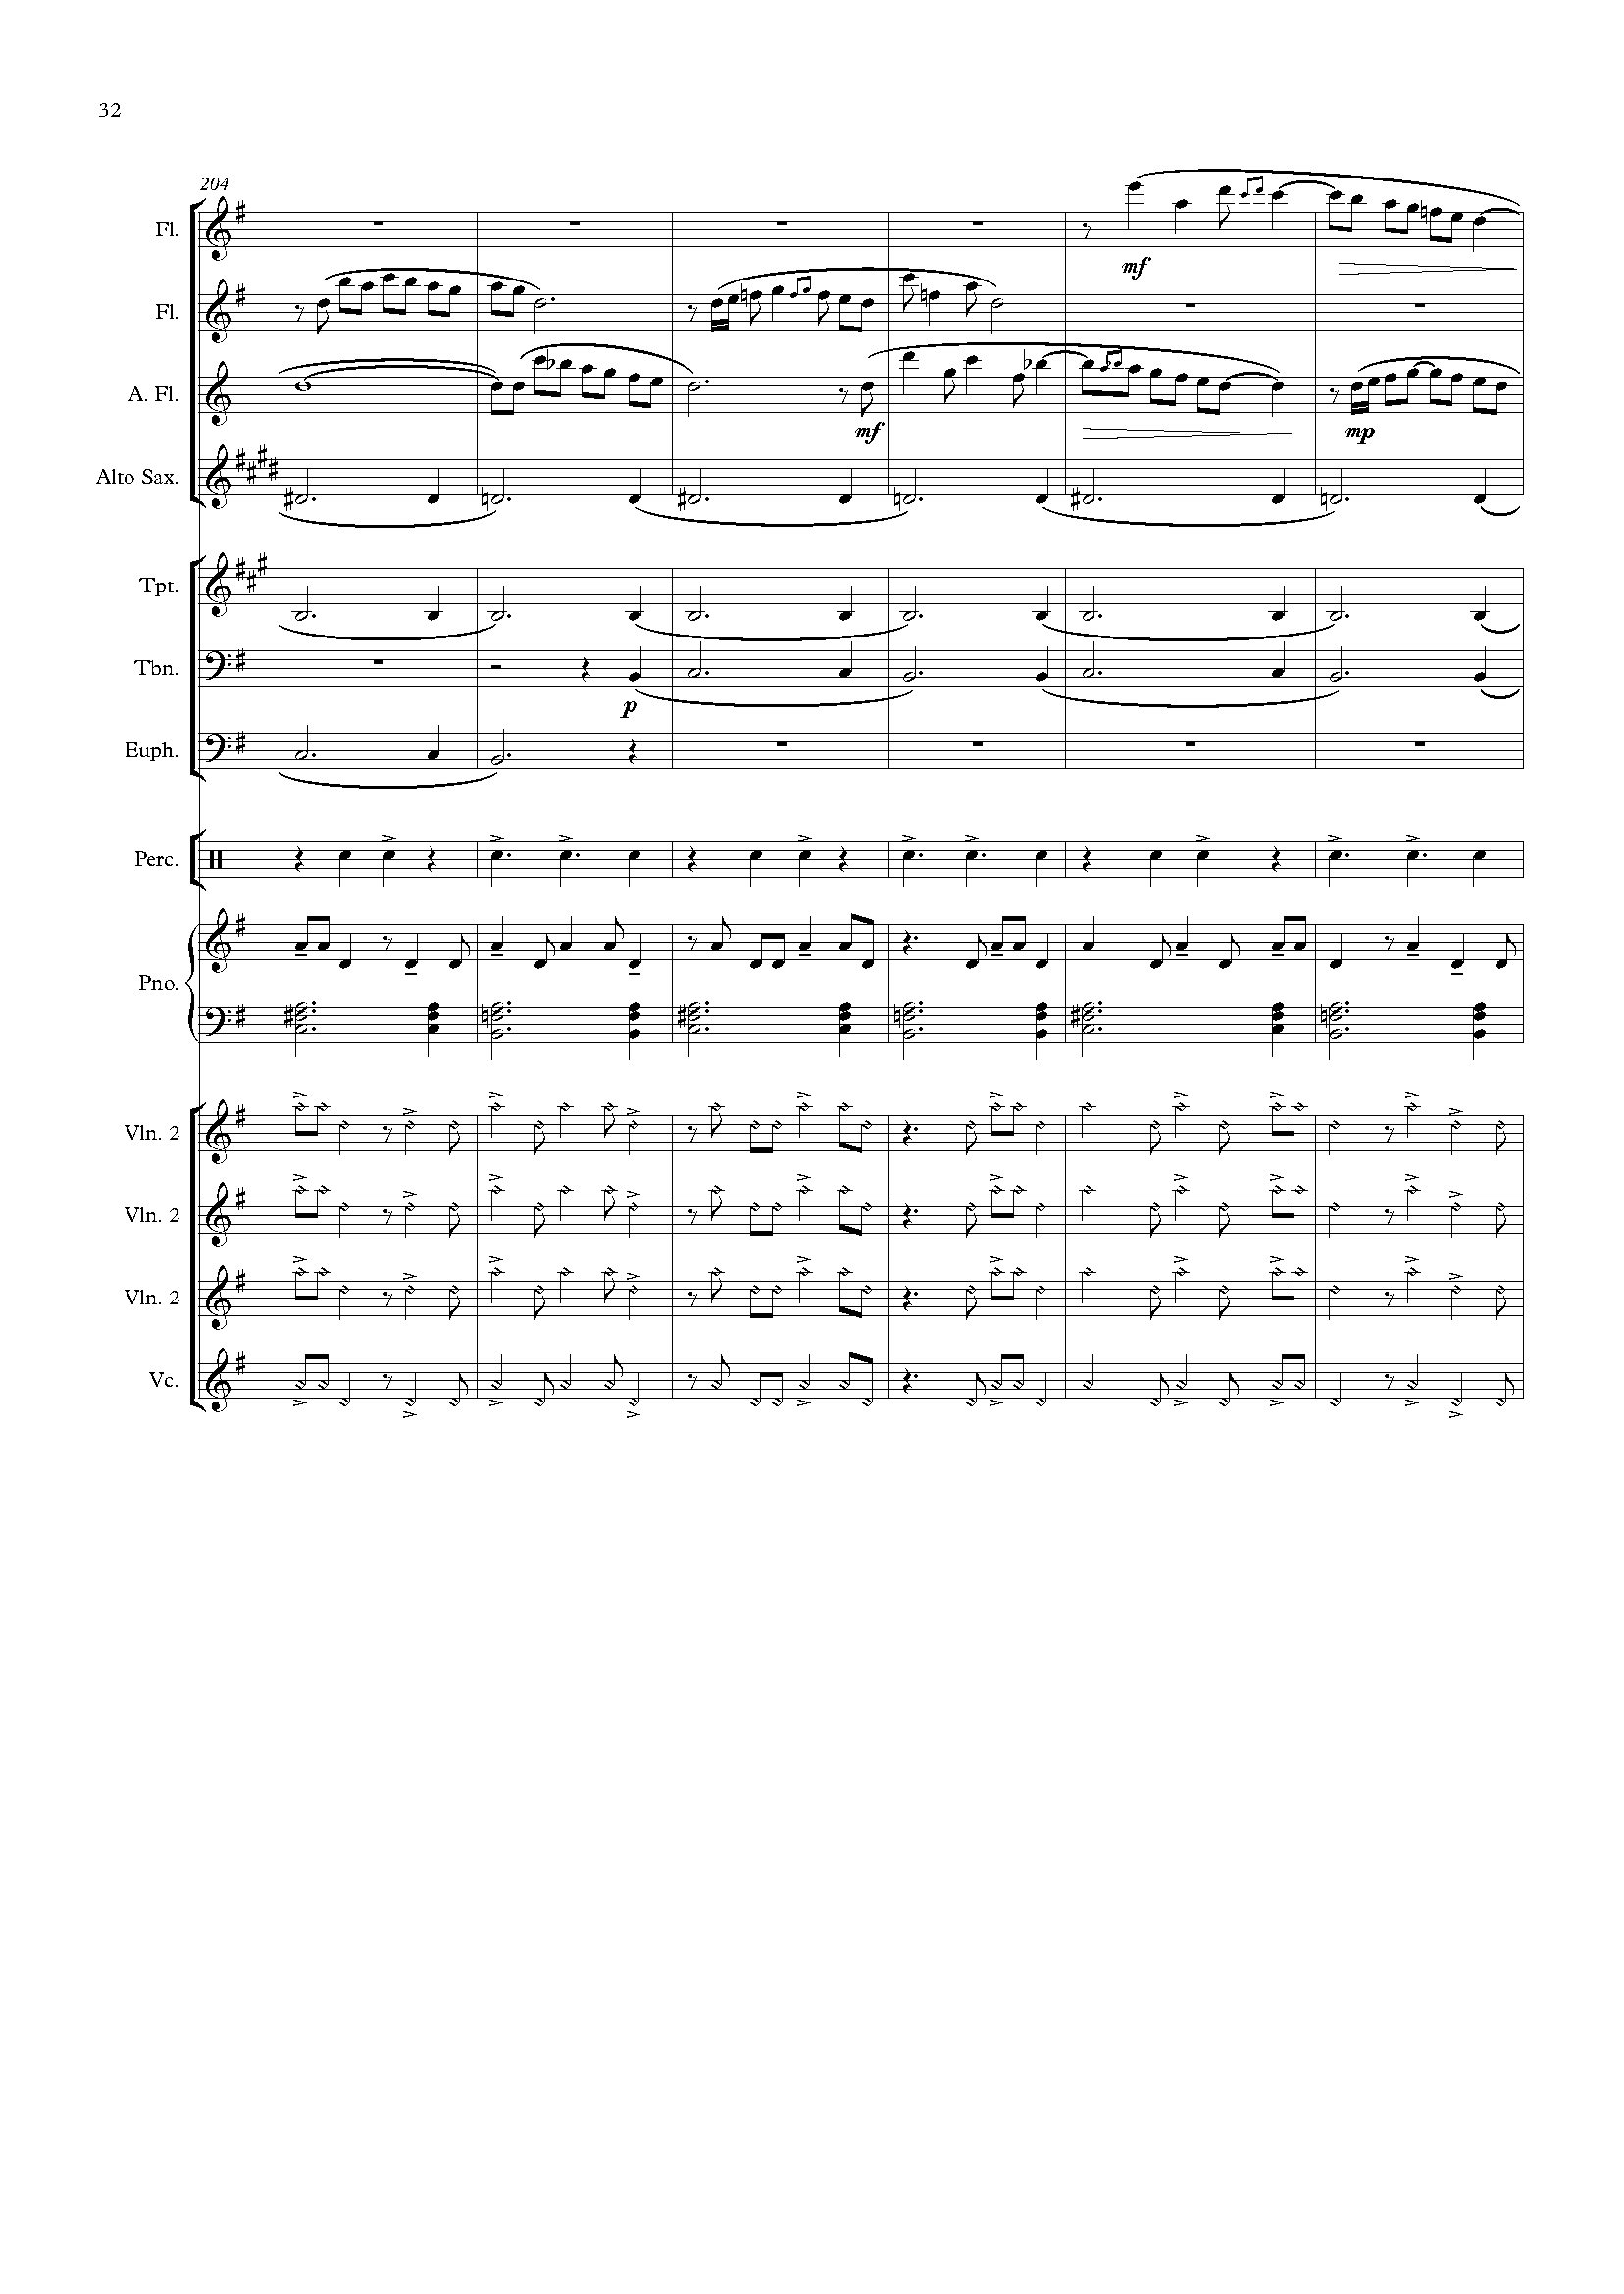 32
204
Fl.
mf
Fl.
A. Fl.
mf
mp
Alto Sax.
Tpt.
Tbn.
p
Euph.
Perc.
Pno.
Vln. 2
Vln. 2
Vln. 2
Vc.